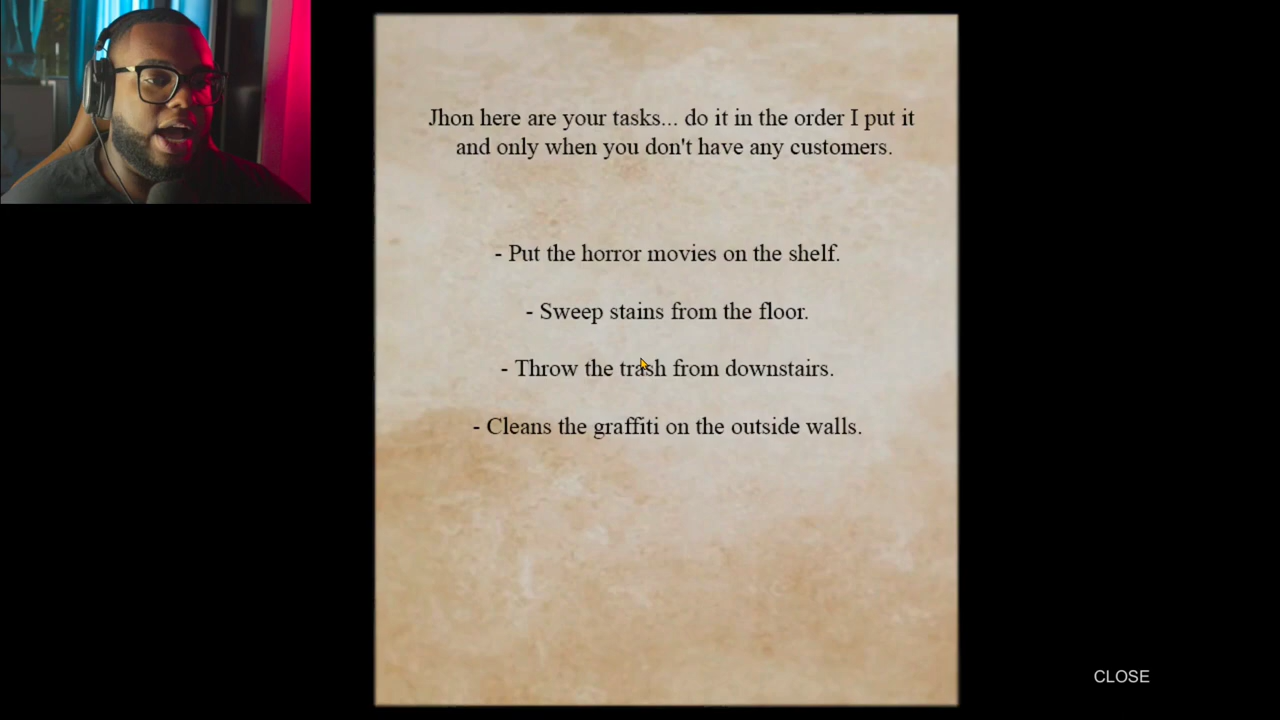 Jhon here are your tasks... do it in the order I put it
and only when you don't have any customers.
- Put the horror movies on the shelf.
- Sweep stains from the floor.
- Throw the trash from downstairs.
- Cleans the graffiti on the outside walls.
CLOSE